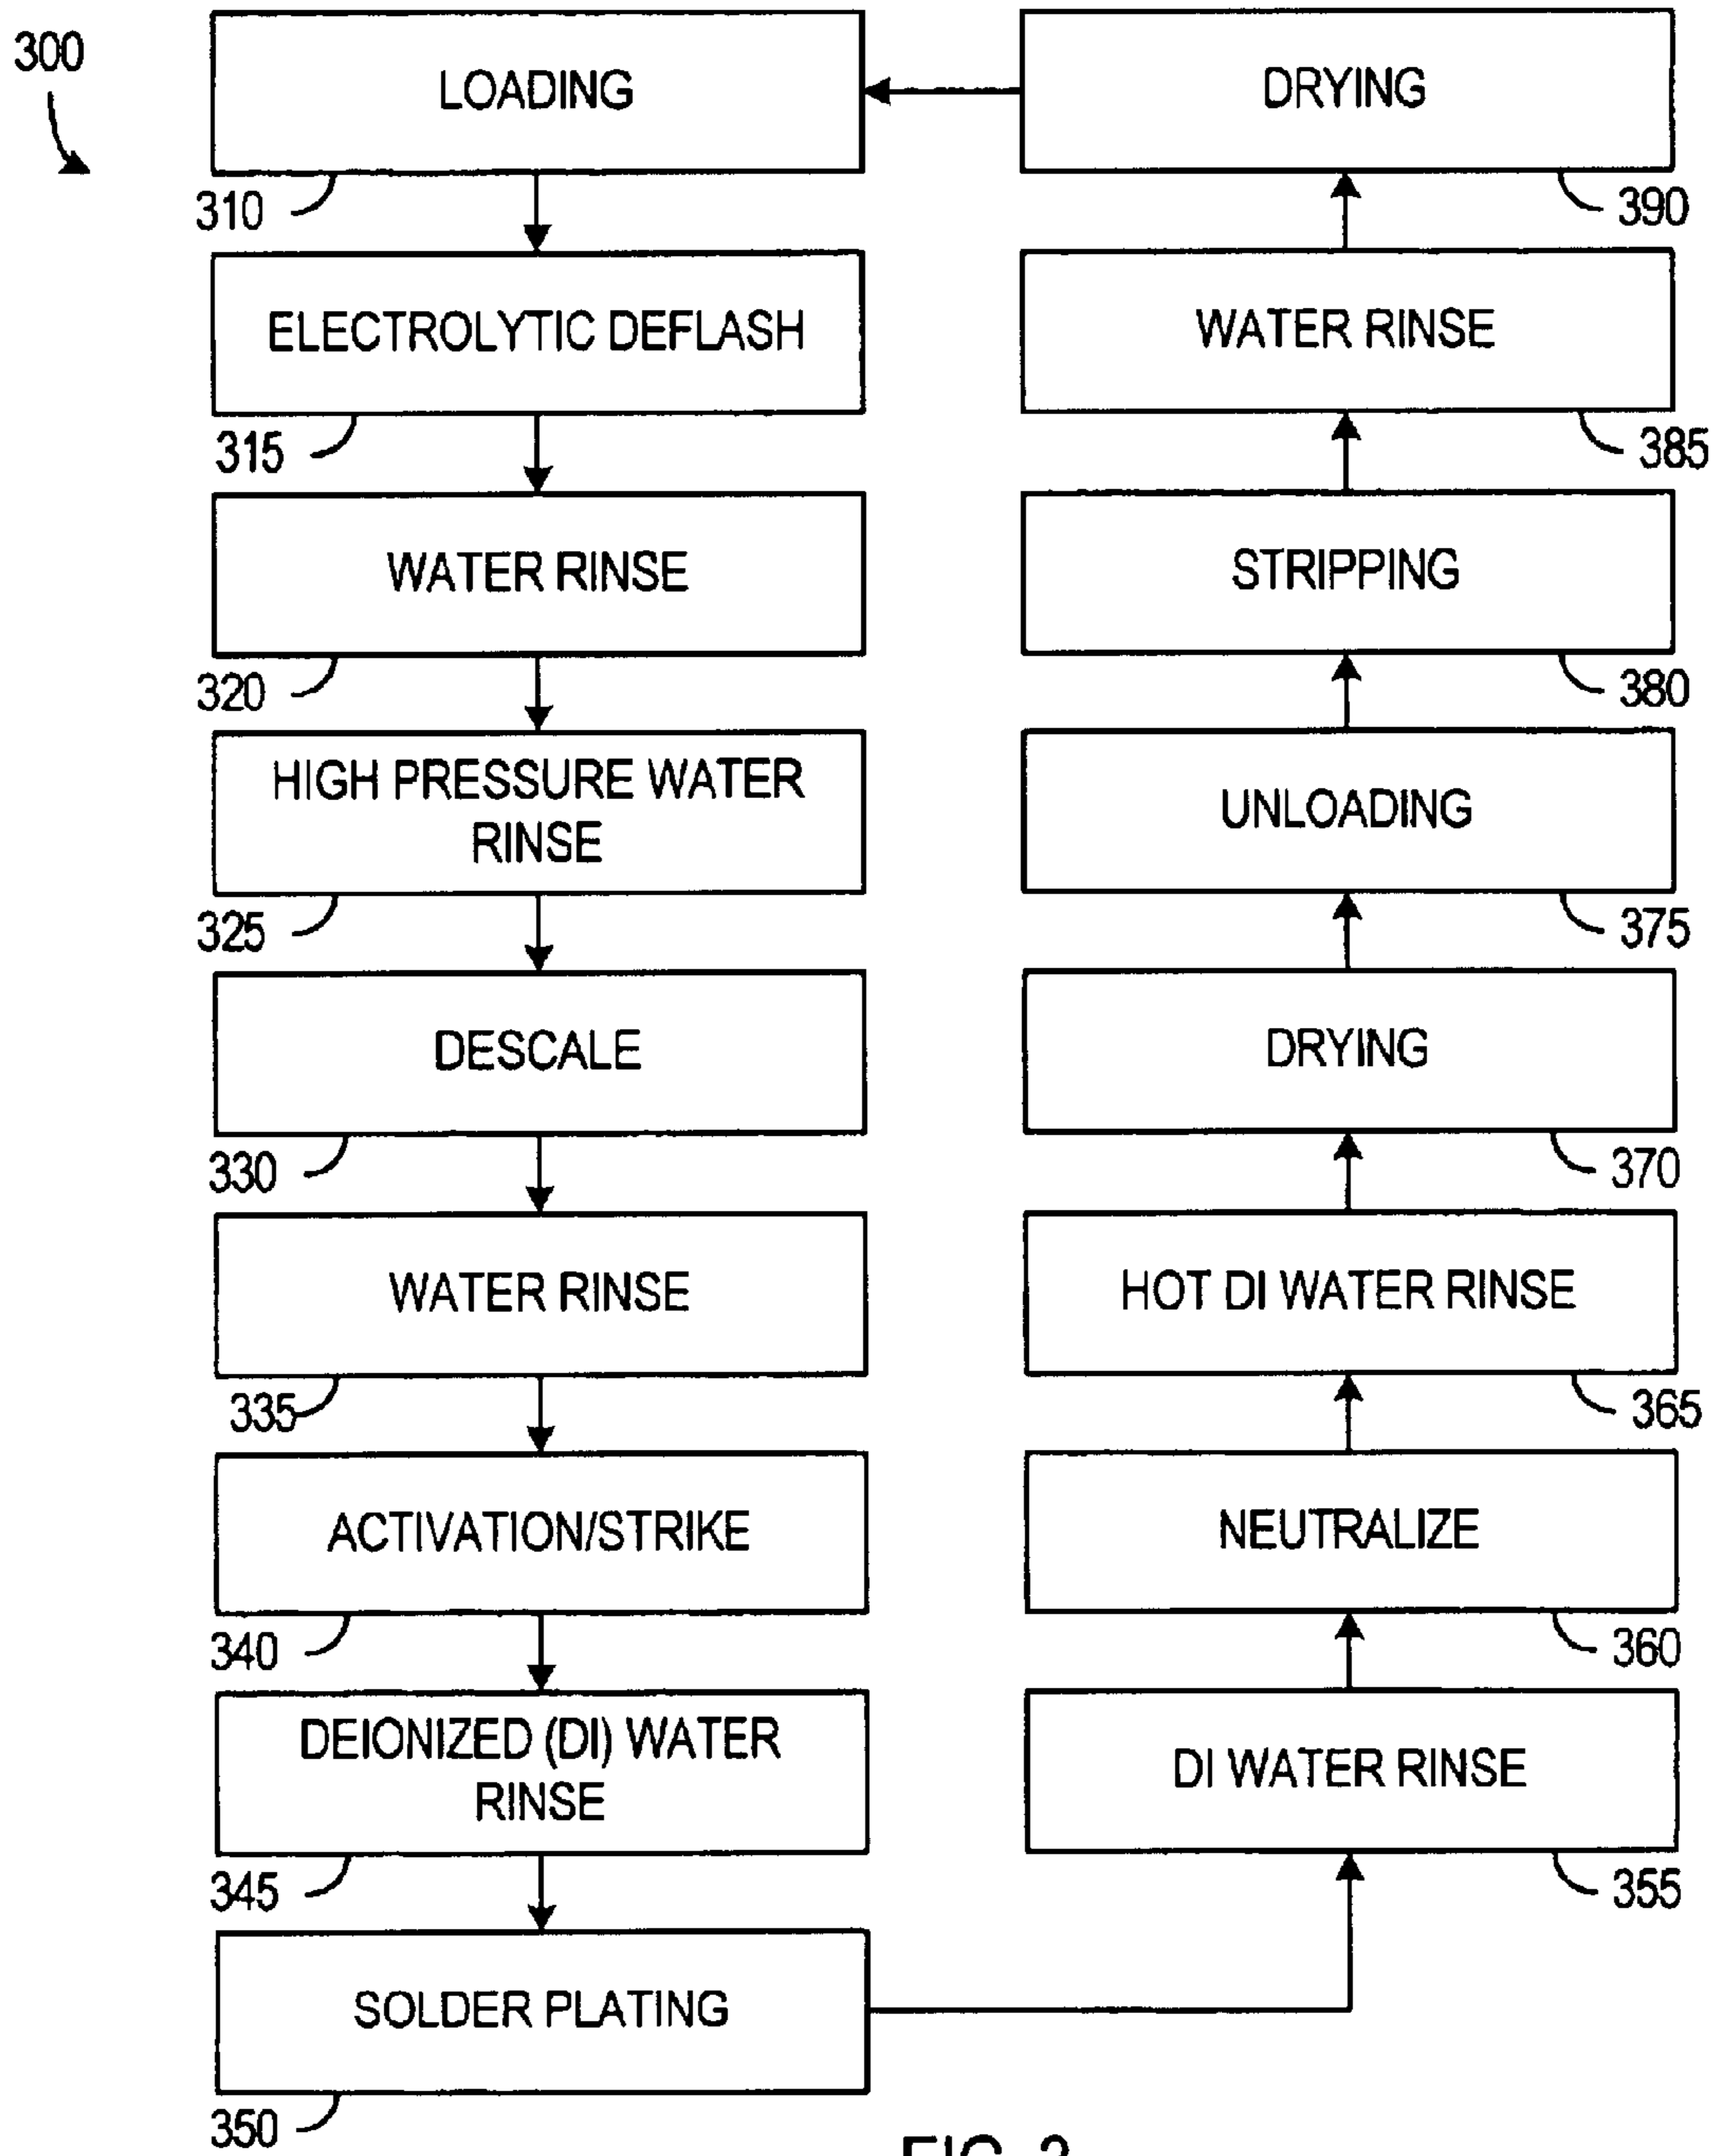 300
LOADING
310
ELECTROLYTIC DEFLASH
315
WATER RINSE
320
HIGH PRESSURE WATER
RINSE
325
DESCALE
330
WATER RINSE
335
ACTIVATION/STRIKE
340
DEIONIZED (DI) WATER
RINSE
345
SOLDER PLATING
350
DRYING
390
WATER RINSE
385
STRIPPING
380
UNLOADING
375
DRYING
370
HOT DI WATER RINSE
365
NEUTRALIZE
360
DI WATER RINSE
355
FIG.